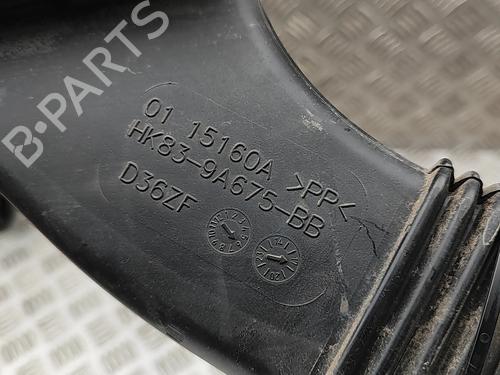 B-PARTS
01 15160A >PP<
HK83-9A675-BB
D36ZF